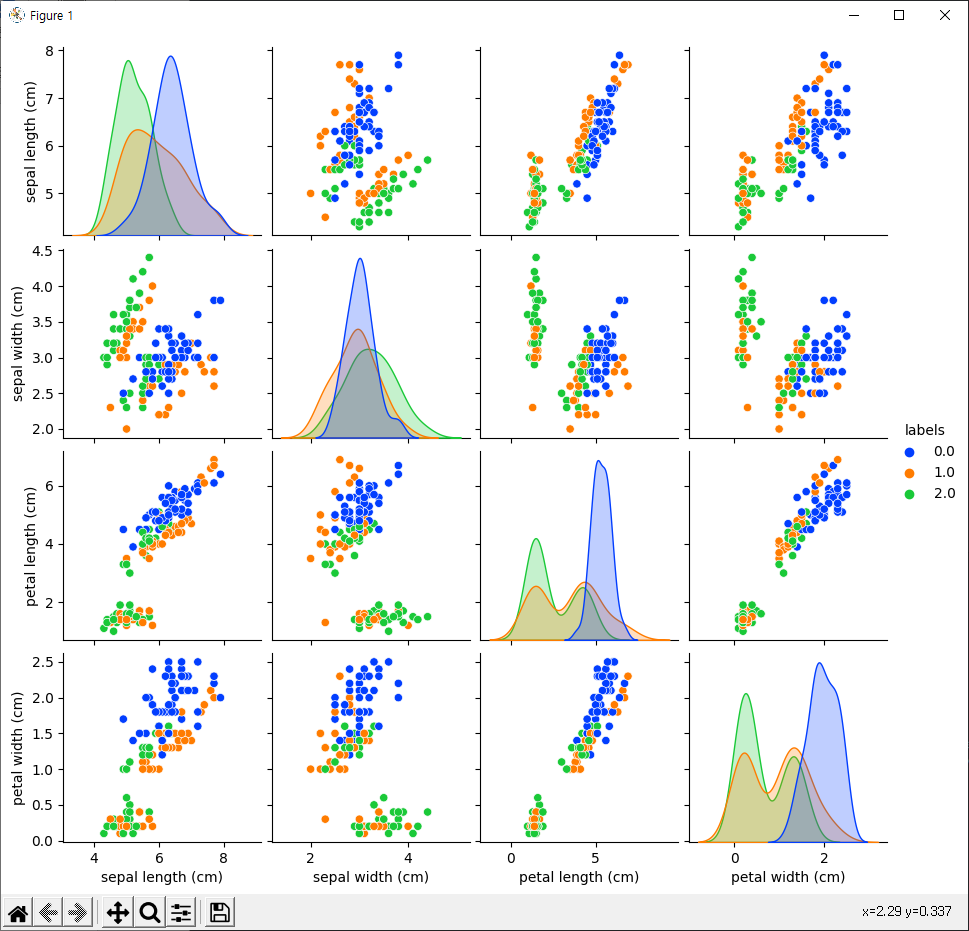 Figure 1
8
7
6
5
sepal length (cm)
4.5
4.0
3.5
3.0
2.5
2.0
sepal width (cm)
labels
0.0
1.0
2.0
6
4
2
petal length (cm)
2.5
2.0
1.5
1.0
0.5
0.0
petal width (cm)
4 6 8
2 4
0 5
0 2
sepal length (cm)
sepal width (cm)
petal length (cm)
petal width (cm)
x=2.29 y=0.337